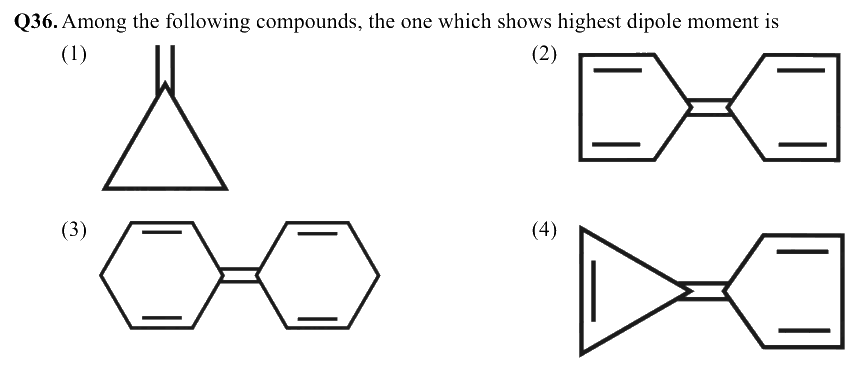 Q36. Among the following compounds, the one which shows highest dipole moment is
(1) (2)
(3) (4)